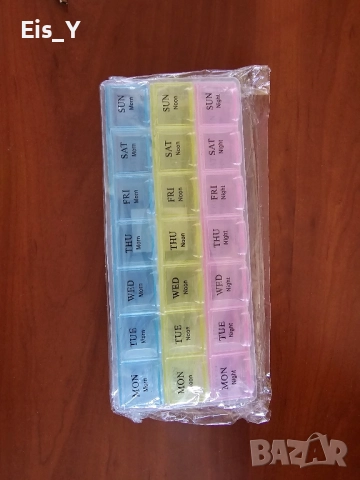 Eis_Y
SUN Morn
SUN Noon
SUN Night
SAT Morn
SAT Noon
SAT Night
FRI Morn
FRI Noon
FRI Night
THU Morn
THU Noon
THU Night
WED Morn
WED Noon
WED Night
TUE Morn
TUE Noon
TUE Night
MON Morn
MON Noon
MON Night
BAZAR
bg